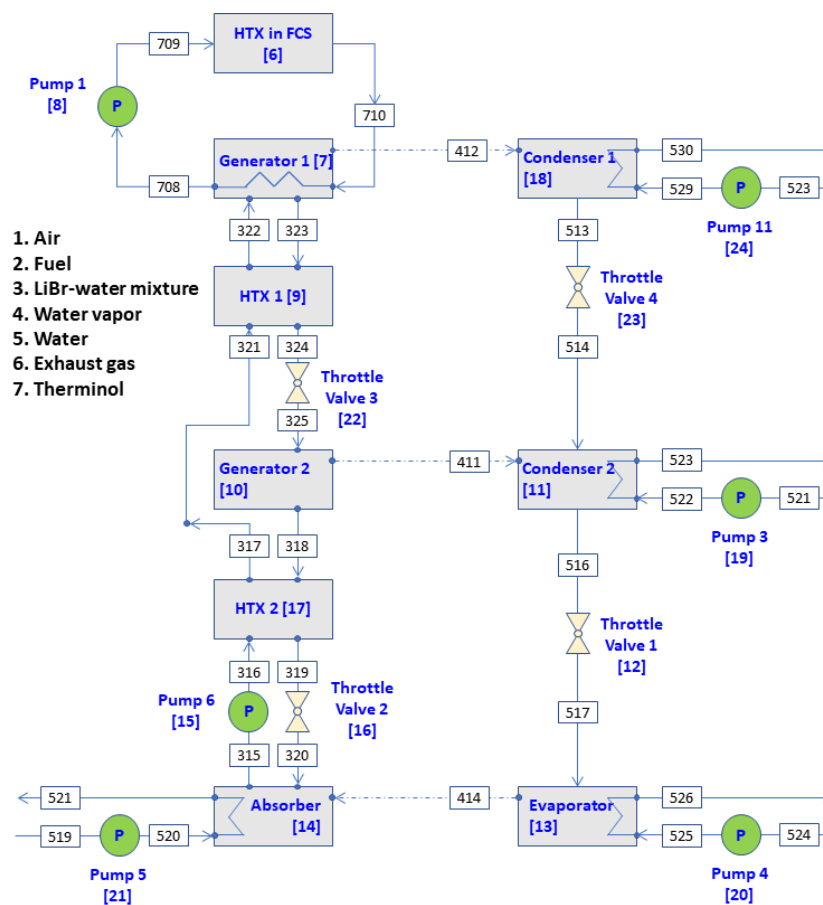 709
HTX in FCS
[6]
Pump 1
[8]
P
710
Generator 1 [7]
412
Condenser 1
[18]
530
708
529
P
523
Pump 11
[24]
322
323
513
1. Air
2. Fuel
3. LiBr-water mixture
4. Water vapor
5. Water
6. Exhaust gas
7. Therminol
HTX 1 [9]
Throttle
Valve 4
[23]
321
324
514
Throttle
Valve 3
[22]
325
Generator 2
[10]
411
Condenser 2
[11]
523
522
P
521
Pump 3
[19]
317
318
516
HTX 2 [17]
Throttle
Valve 1
[12]
316
319
Pump 6
[15]
P
Throttle
Valve 2
[16]
517
315
320
521
Absorber
[14]
414
Evaporator
[13]
526
519
P
520
525
P
524
Pump 5
[21]
Pump 4
[20]